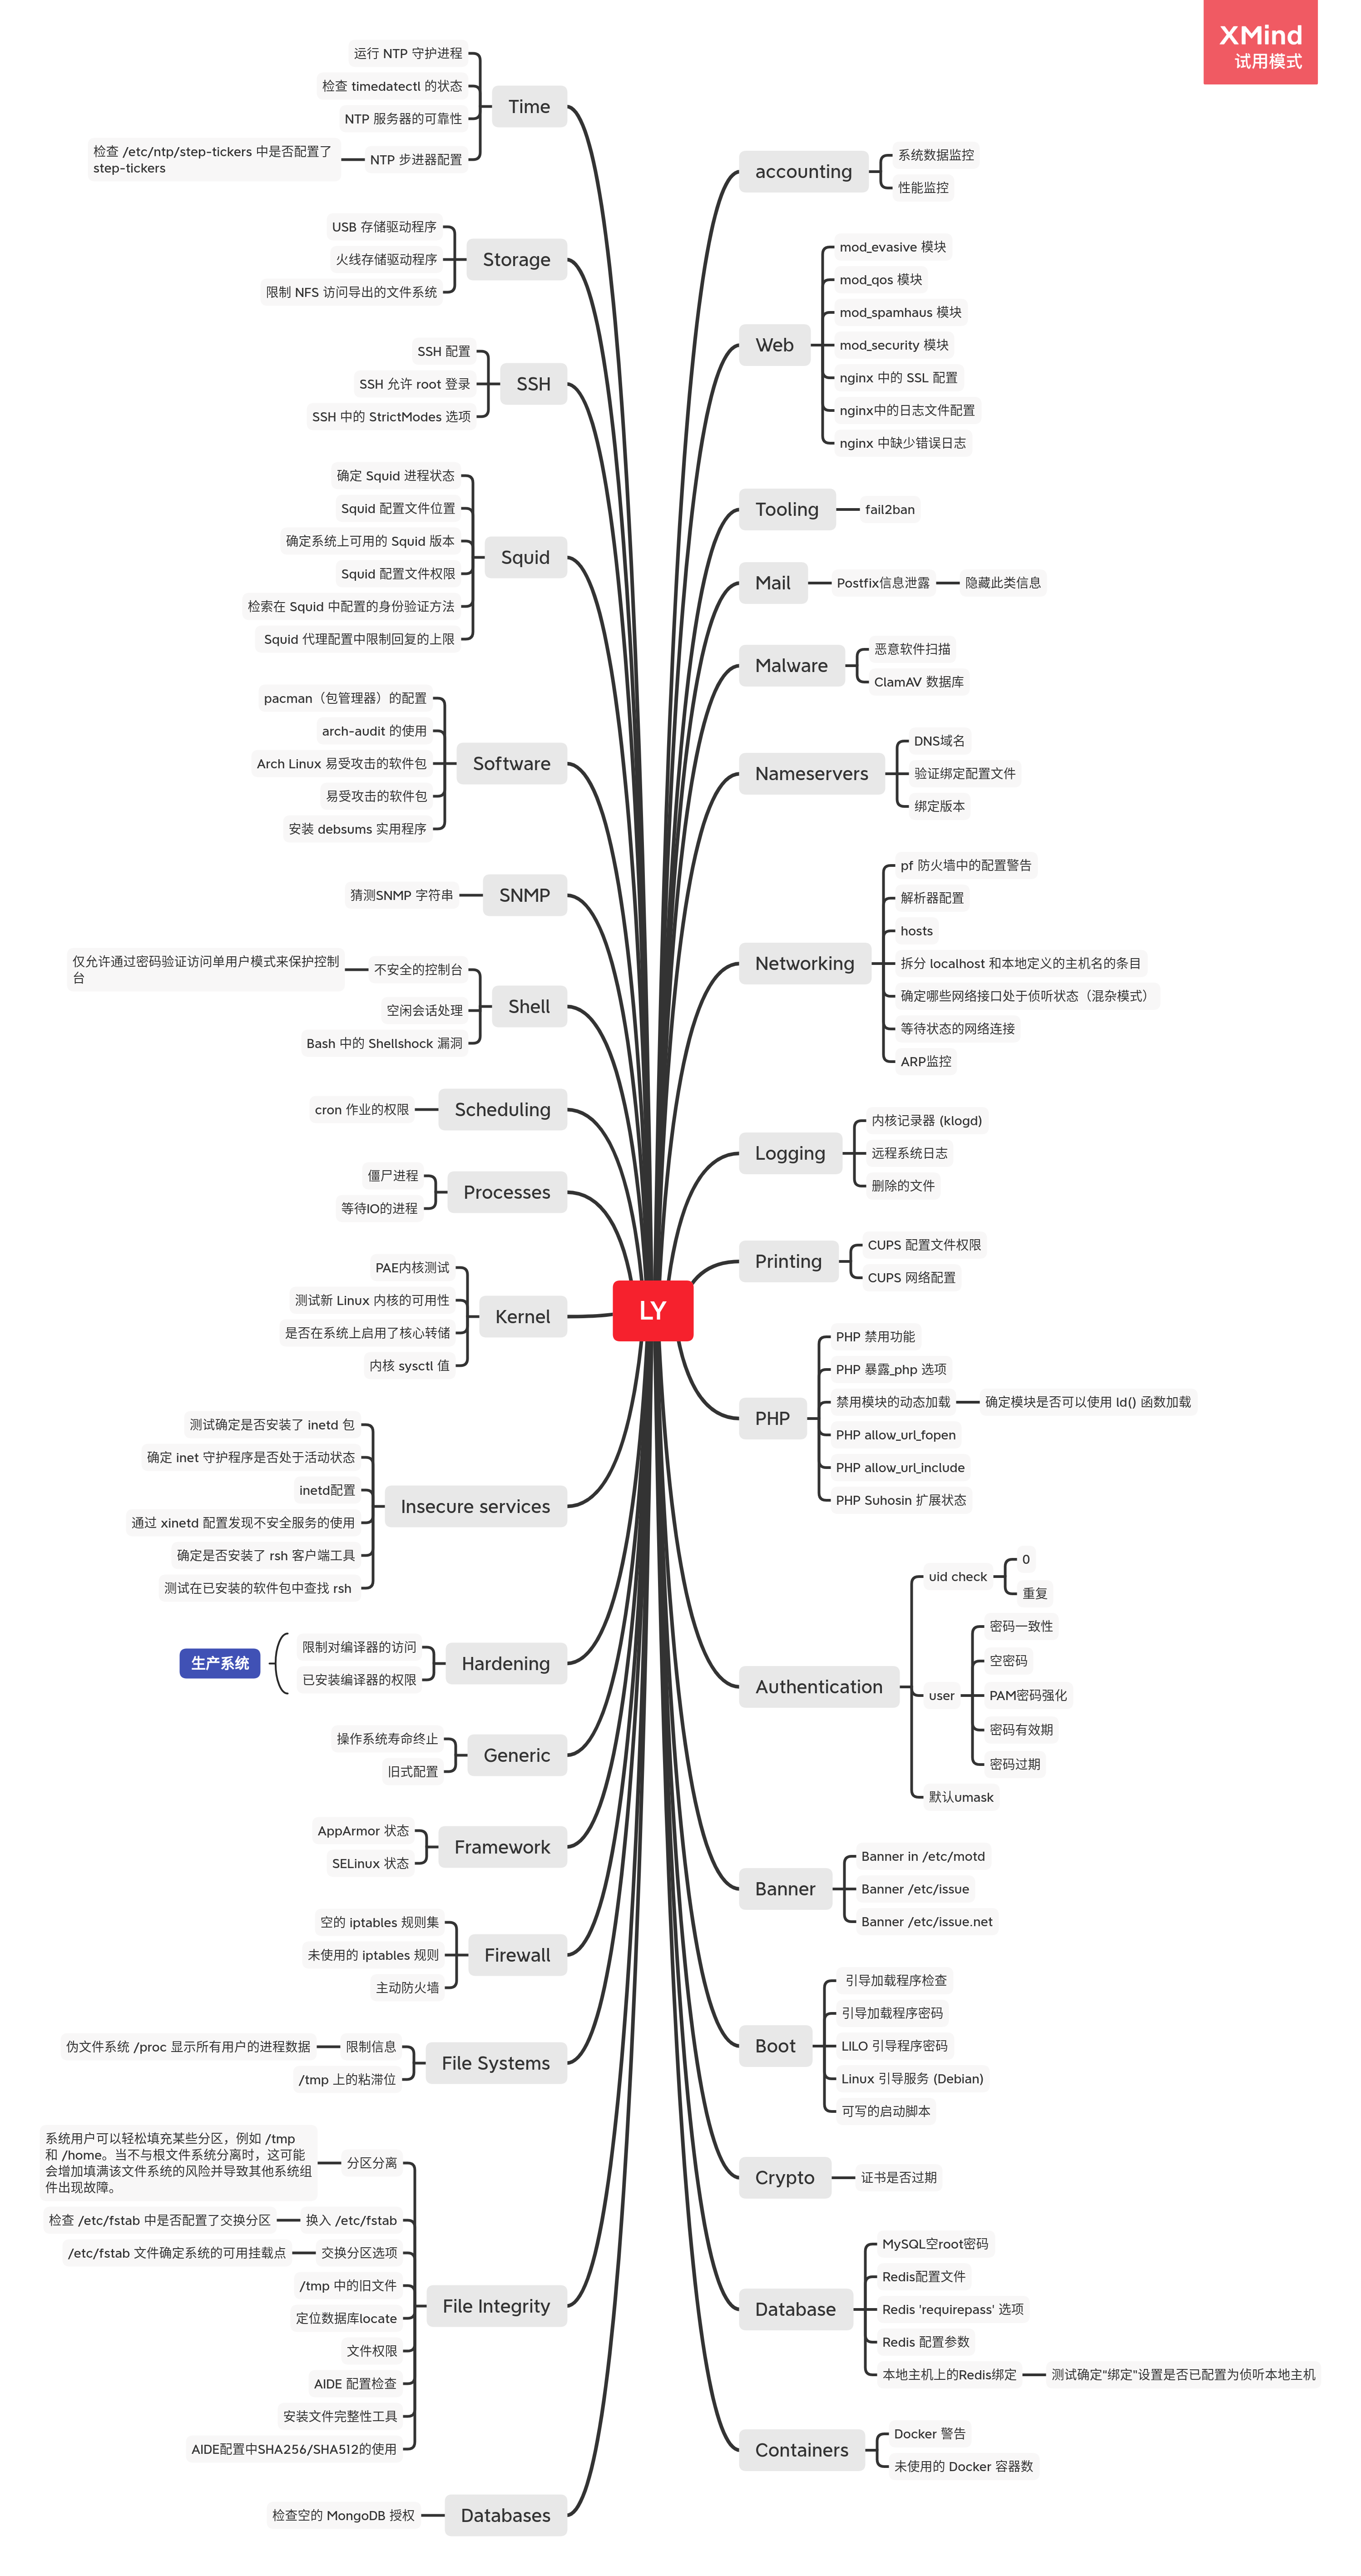 XMind
试用模式
LY
accounting
系统数据监控
性能监控
Web
mod_evasive 模块
mod_qos 模块
mod_spamhaus 模块
mod_security 模块
nginx 中的 SSL 配置
nginx中的日志文件配置
nginx 中缺少错误日志
Tooling
fail2ban
Mail
Postfix信息泄露
隐藏此类信息
Malware
恶意软件扫描
ClamAV 数据库
Nameservers
DNS域名
验证绑定配置文件
绑定版本
Networking
pf 防火墙中的配置警告
解析器配置
hosts
拆分 localhost 和本地定义的主机名的条目
确定哪些网络接口处于侦听状态（混杂模式）
等待状态的网络连接
ARP监控
Logging
内核记录器 (klogd)
远程系统日志
删除的文件
Printing
CUPS 配置文件权限
CUPS 网络配置
PHP
PHP 禁用功能
PHP 暴露_php 选项
禁用模块的动态加载
确定模块是否可以使用 ld() 函数加载
PHP allow_url_fopen
PHP allow_url_include
PHP Suhosin 扩展状态
Authentication
uid check
0
重复
user
密码一致性
空密码
PAM密码强化
密码有效期
密码过期
默认umask
Banner
Banner in /etc/motd
Banner /etc/issue
Banner /etc/issue.net
Boot
引导加载程序检查
引导加载程序密码
LILO 引导程序密码
Linux 引导服务 (Debian)
可写的启动脚本
Crypto
证书是否过期
Database
MySQL空root密码
Redis配置文件
Redis 'requirepass' 选项
Redis 配置参数
本地主机上的Redis绑定
测试确定"绑定"设置是否已配置为侦听本地主机
Containers
Docker 警告
未使用的 Docker 容器数
Time
运行 NTP 守护进程
检查 timedatectl 的状态
NTP 服务器的可靠性
NTP 步进器配置
检查 /etc/ntp/step-tickers 中是否配置了
step-tickers
Storage
USB 存储驱动程序
火线存储驱动程序
限制 NFS 访问导出的文件系统
SSH
SSH 配置
SSH 允许 root 登录
SSH 中的 StrictModes 选项
Squid
确定 Squid 进程状态
Squid 配置文件位置
确定系统上可用的 Squid 版本
Squid 配置文件权限
检索在 Squid 中配置的身份验证方法
Squid 代理配置中限制回复的上限
Software
pacman（包管理器）的配置
arch-audit 的使用
Arch Linux 易受攻击的软件包
易受攻击的软件包
安装 debsums 实用程序
SNMP
猜测SNMP 字符串
Shell
不安全的控制台
仅允许通过密码验证访问单用户模式来保护控制
台
空闲会话处理
Bash 中的 Shellshock 漏洞
Scheduling
cron 作业的权限
Processes
僵尸进程
等待IO的进程
Kernel
PAE内核测试
测试新 Linux 内核的可用性
是否在系统上启用了核心转储
内核 sysctl 值
Insecure services
测试确定是否安装了 inetd 包
确定 inet 守护程序是否处于活动状态
inetd配置
通过 xinetd 配置发现不安全服务的使用
确定是否安装了 rsh 客户端工具
测试在已安装的软件包中查找 rsh
Hardening
限制对编译器的访问
已安装编译器的权限
生产系统
Generic
操作系统寿命终止
旧式配置
Framework
AppArmor 状态
SELinux 状态
Firewall
空的 iptables 规则集
未使用的 iptables 规则
主动防火墙
File Systems
限制信息
伪文件系统 /proc 显示所有用户的进程数据
/tmp 上的粘滞位
File Integrity
分区分离
系统用户可以轻松填充某些分区，例如 /tmp
和 /home。当不与根文件系统分离时，这可能
会增加填满该文件系统的风险并导致其他系统组
件出现故障。
换入 /etc/fstab
检查 /etc/fstab 中是否配置了交换分区
交换分区选项
/etc/fstab 文件确定系统的可用挂载点
/tmp 中的旧文件
定位数据库locate
文件权限
AIDE 配置检查
安装文件完整性工具
AIDE配置中SHA256/SHA512的使用
Databases
检查空的 MongoDB 授权